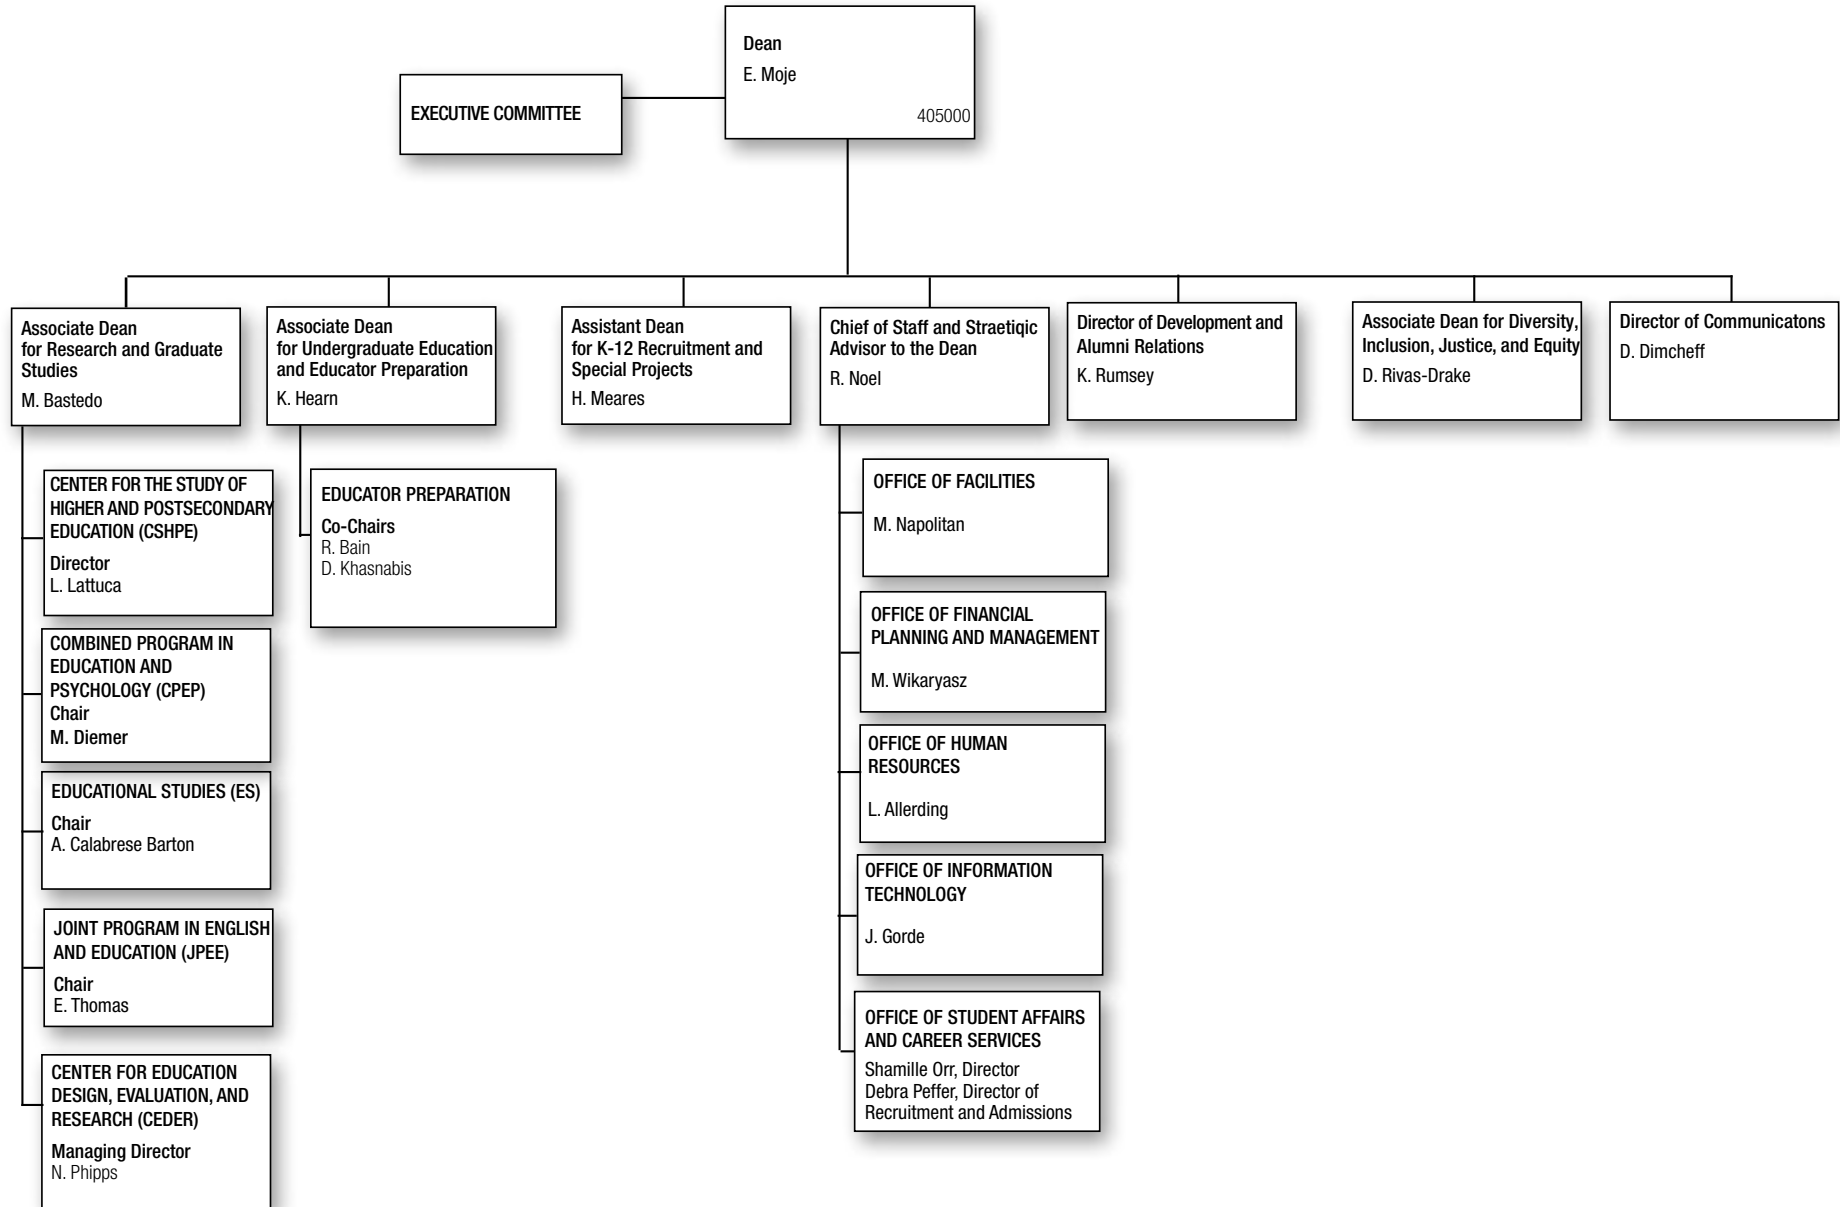 Dean
E. Moje
405000
EXECUTIVE COMMITTEE
Associate Dean
for Research and Graduate
Studies
M. Bastedo
Associate Dean
for Undergraduate Education
and Educator Preparation
K. Hearn
Assistant Dean
for K-12 Recruitment and
Special Projects
H. Meares
Chief of Staff and Straetiqic
Advisor to the Dean
R. Noel
Director of Development and
Alumni Relations
K. Rumsey
Associate Dean for Diversity,
Inclusion, Justice, and Equity
D. Rivas-Drake
Director of Communicatons
D. Dimcheff
CENTER FOR THE STUDY OF
HIGHER AND POSTSECONDARY
EDUCATION (CSHPE)
Director
L. Lattuca
COMBINED PROGRAM IN
EDUCATION AND
PSYCHOLOGY (CPEP)
Chair
M. Diemer
EDUCATIONAL STUDIES (ES)
Chair
A. Calabrese Barton
JOINT PROGRAM IN ENGLISH
AND EDUCATION (JPEE)
Chair
E. Thomas
CENTER FOR EDUCATION
DESIGN, EVALUATION, AND
RESEARCH (CEDER)
Managing Director
N. Phipps
EDUCATOR PREPARATION
Co-Chairs
R. Bain
D. Khasnabis
OFFICE OF FACILITIES
M. Napolitan
OFFICE OF FINANCIAL
PLANNING AND MANAGEMENT
M. Wikaryasz
OFFICE OF HUMAN
RESOURCES
L. Allerding
OFFICE OF INFORMATION
TECHNOLOGY
J. Gorde
OFFICE OF STUDENT AFFAIRS
AND CAREER SERVICES
Shamille Orr, Director
Debra Peffer, Director of
Recruitment and Admissions